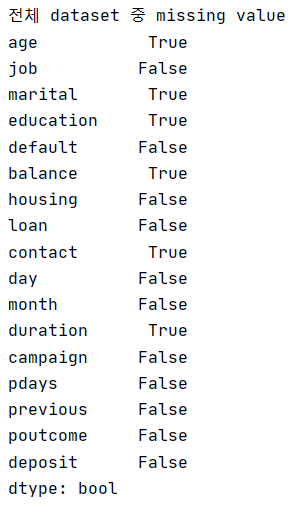 전체 dataset 중 missing value
age           True
job          False
marital       True
education     True
default      False
balance       True
housing      False
loan         False
contact       True
day          False
month        False
duration      True
campaign     False
pdays        False
previous     False
poutcome     False
deposit      False
dtype: bool